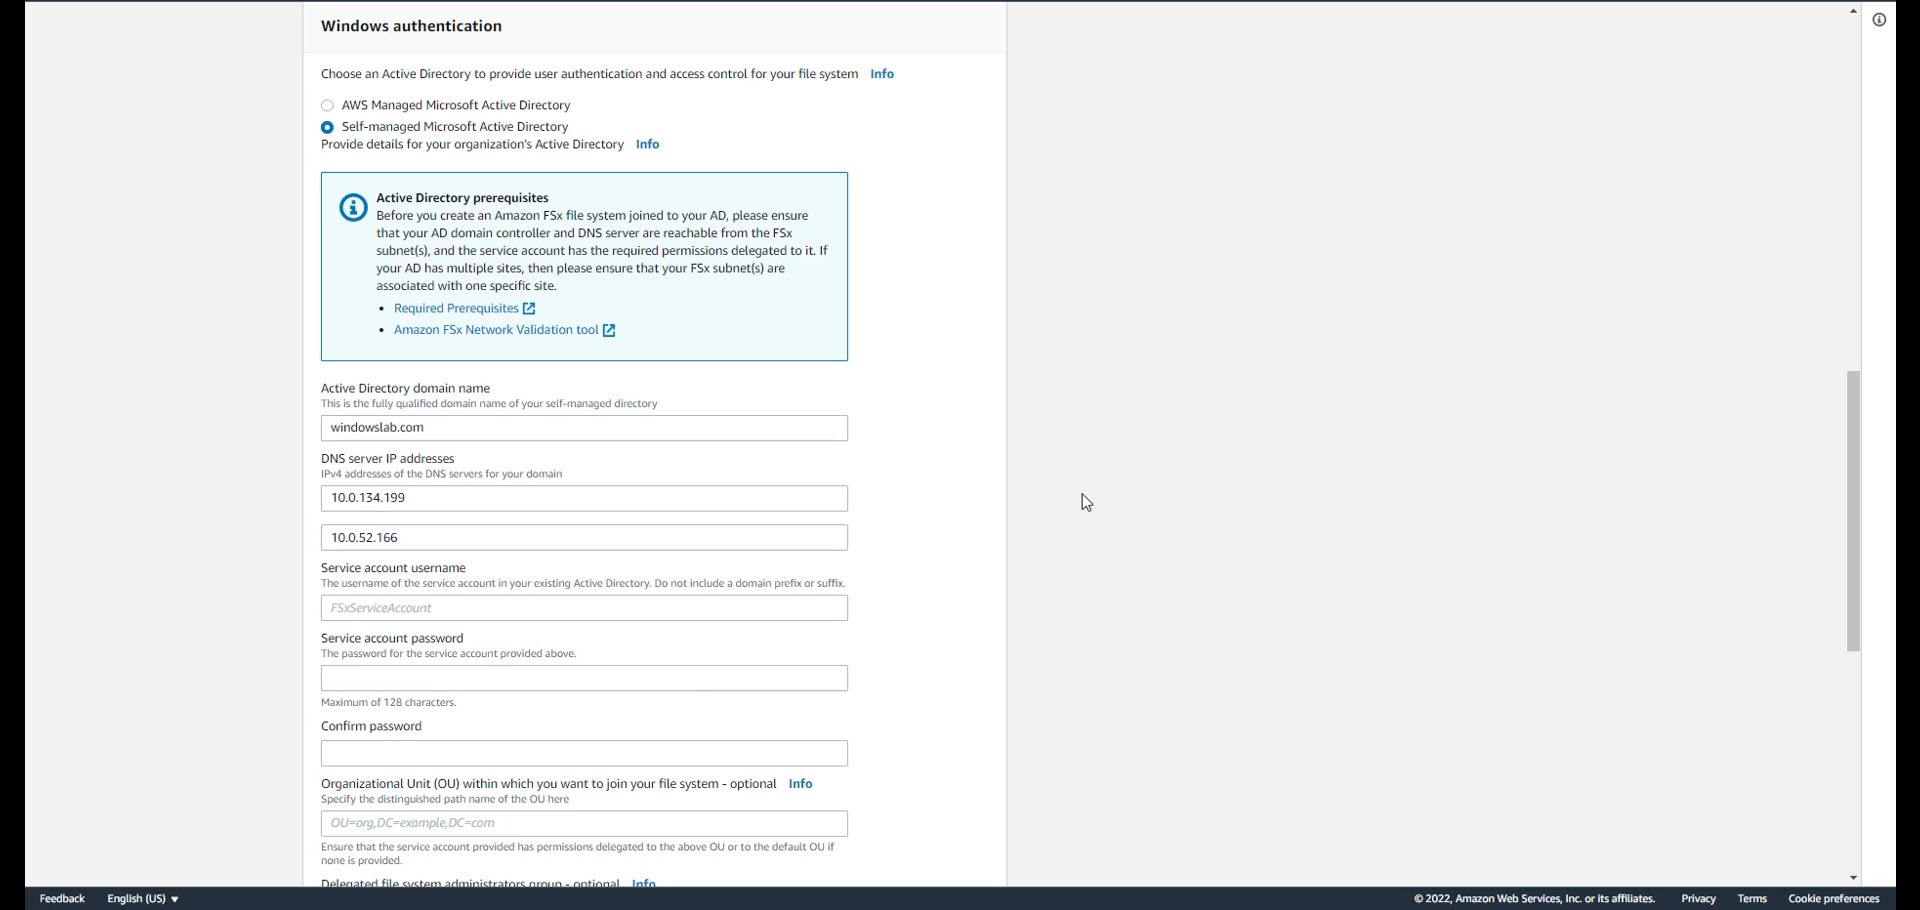 Windows authentication
Choose an Active Directory to provide user authentication and access control for your file system Info
AWS Managed Microsoft Active Directory
Self-managed Microsoft Active Directory
Provide details for your organization's Active Directory Info
Active Directory prerequisites
Before you create an Amazon FSx file system joined to your AD, please ensure
that your AD domain controller and DNS server are reachable from the FSx
subnet(s), and the service account has the required permissions delegated to it. If
your AD has multiple sites, then please ensure that your FSx subnet(s) are
associated with one specific site.
• Required Prerequisites
• Amazon FSx Network Validation tool
Active Directory domain name
This is the fully qualified domain name of your self-managed directory
windowslab.com
DNS server IP addresses
IPv4 addresses of the DNS servers for your domain
10.0.134.199
10.0.52.166
Service account username
The username of the service account in your existing Active Directory. Do not include a domain prefix or suffix.
FSxServiceAccount
Service account password
The password for the service account provided above.
Maximum of 128 characters.
Confirm password
Organizational Unit (OU) within which you want to join your file system - optional Info
Specify the distinguished path name of the OU here
OU=org,DC=example,DC=com
Ensure that the service account provided has permissions delegated to the above OU or to the default OU if
none is provided.
Delegated file system administrators group - optional Info
Feedback English (US) © 2022, Amazon Web Services, Inc. or its affiliates. Privacy Terms Cookie preferences